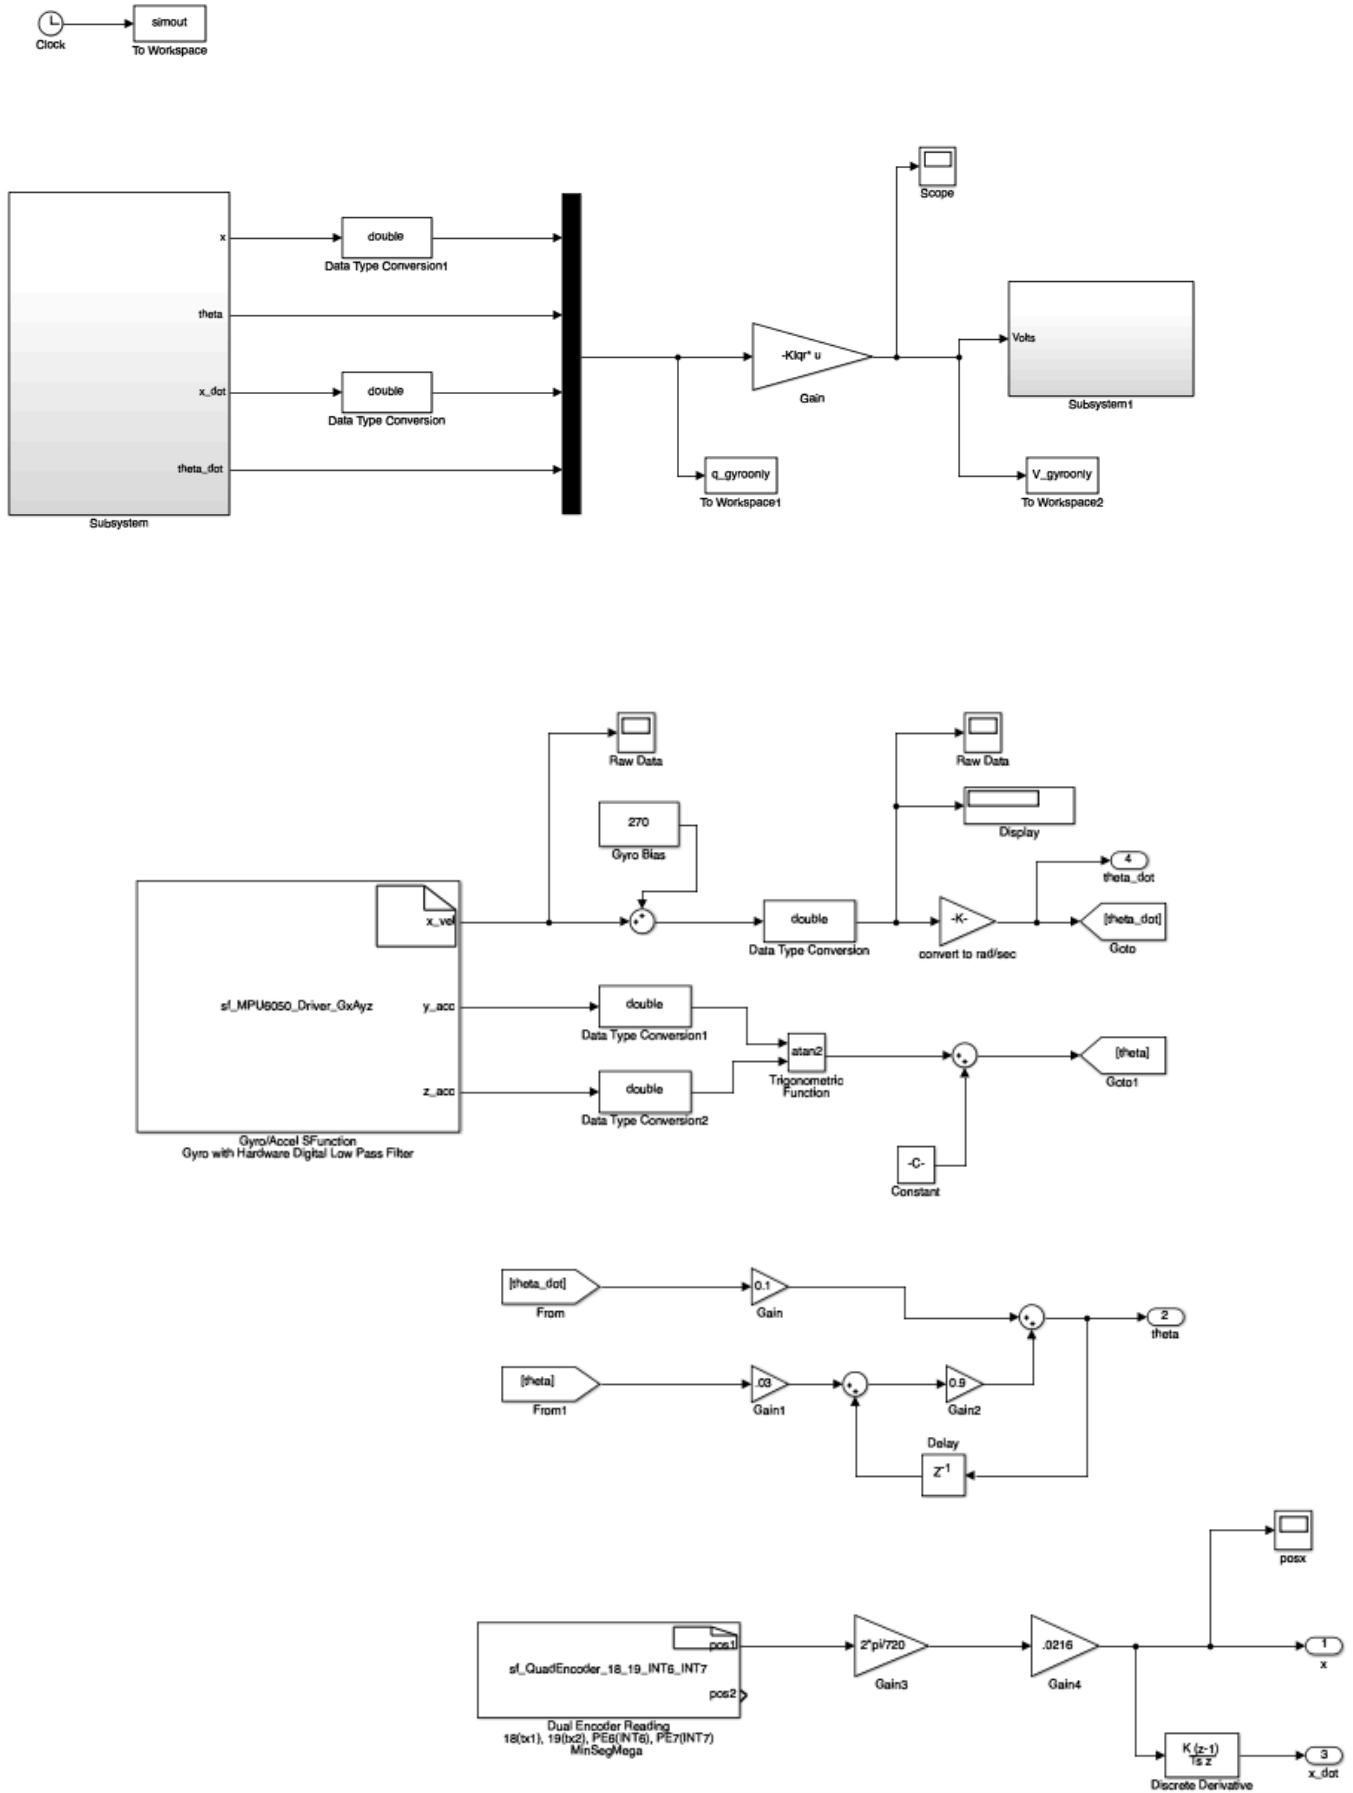 simout
Clock
To Workspace
Scope
x
double
Data Type Conversion1
theta
-Klqr* u
Gain
Volts
Subsystem1
x_dot
double
Data Type Conversion
theta_dot
q_gyroonly
To Workspace1
V_gyroonly
To Workspace2
Subsystem
Raw Data
Raw Data
270
Gyro Bias
Display
4
theta_dot
x_vel
double
Data Type Conversion
-K-
convert to rad/sec
[theta_dot]
Goto
sf_MPU6050_Driver_GxAyz
y_acc
double
Data Type Conversion1
atan2
Trigonometric
Function
[theta]
Goto1
z_acc
double
Data Type Conversion2
Gyro/Accel SFunction
Gyro with Hardware Digital Low Pass Filter
-C-
Constant
[theta_dot]
From
0.1
Gain
2
theta
[theta]
From1
.03
Gain1
0.9
Gain2
Delay
Z-1
posx
pos1
sf_QuadEncoder_18_19_INT6_INT7
pos2
Dual Encoder Reading
18(tx1), 19(tx2), PE6(INT6), PE7(INT7)
MinSegMega
2*pi/720
Gain3
.0216
Gain4
1
x
K (z-1)
Ts z
Discrete Derivative
3
x_dot